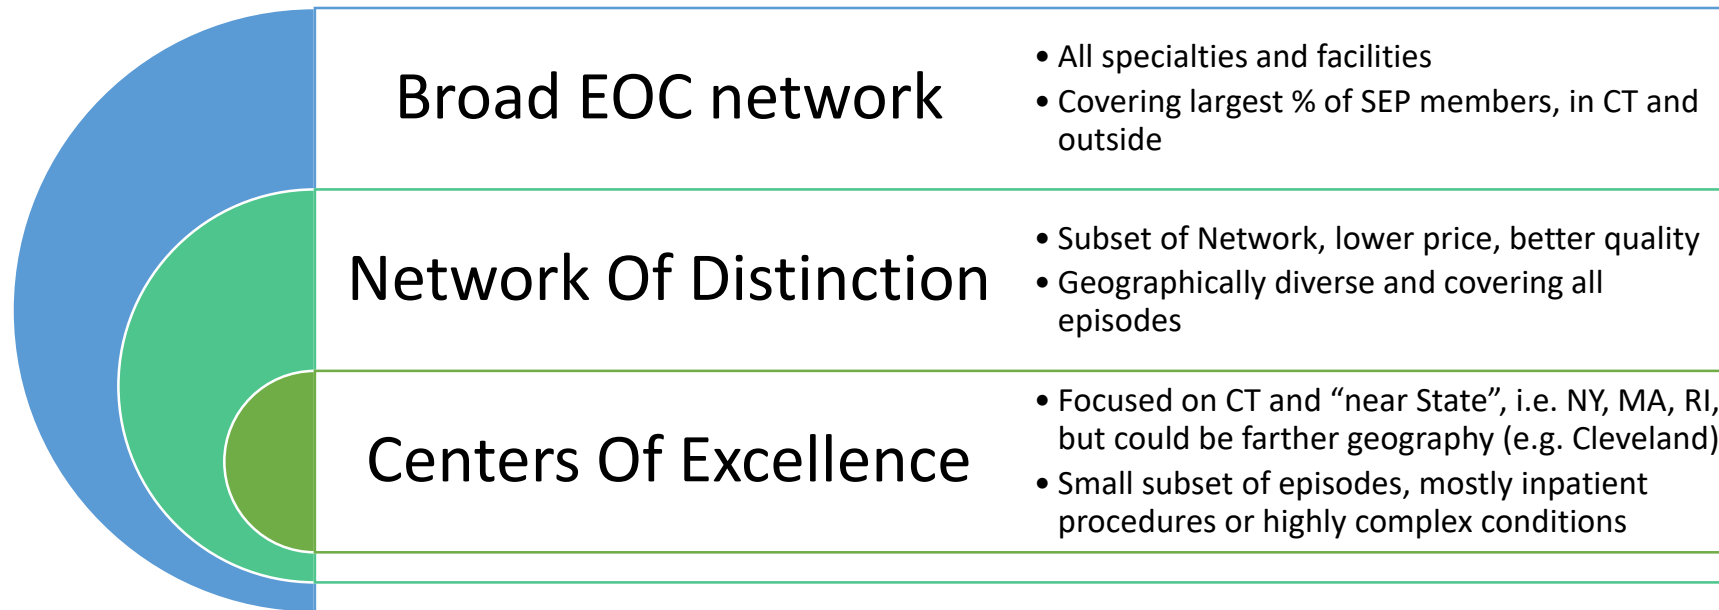 Broad EOC network
• All specialties and facilities
• Covering largest % of SEP members, in CT and
outside
Network Of Distinction
• Subset of Network, lower price, better quality
• Geographically diverse and covering all
episodes
Centers Of Excellence
• Focused on CT and “near State”, i.e. NY, MA, RI,
but could be farther geography (e.g. Cleveland)
• Small subset of episodes, mostly inpatient
procedures or highly complex conditions